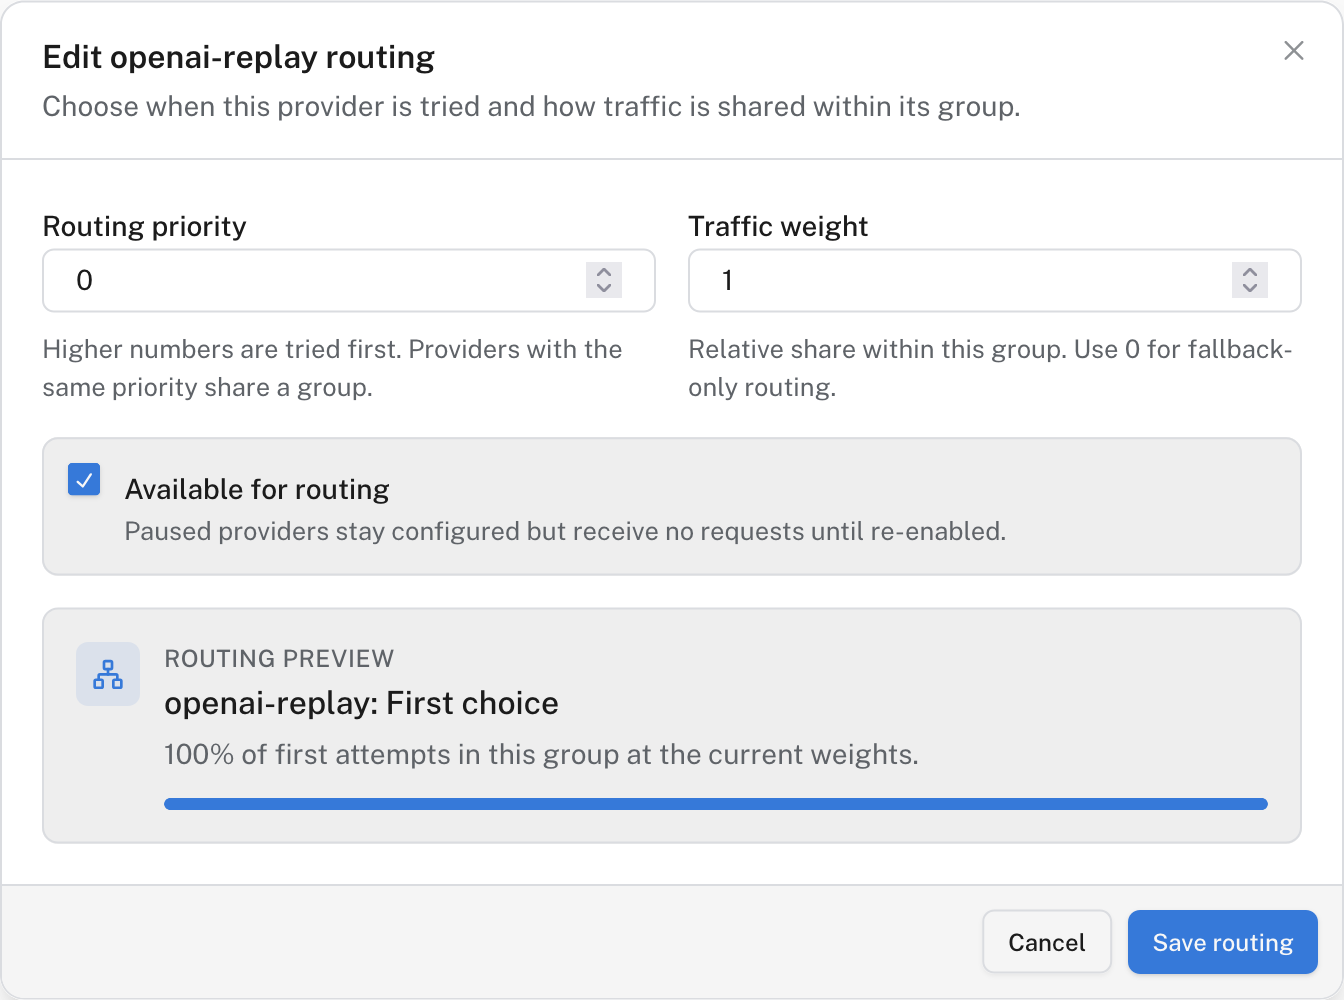 Edit openai-replay routing
Choose when this provider is tried and how traffic is shared within its group.
Routing priority
0
Higher numbers are tried first. Providers with the
same priority share a group.
Traffic weight
1
Relative share within this group. Use 0 for fallback-
only routing.
Available for routing
Paused providers stay configured but receive no requests until re-enabled.
ROUTING PREVIEW
openai-replay: First choice
100% of first attempts in this group at the current weights.
Cancel
Save routing